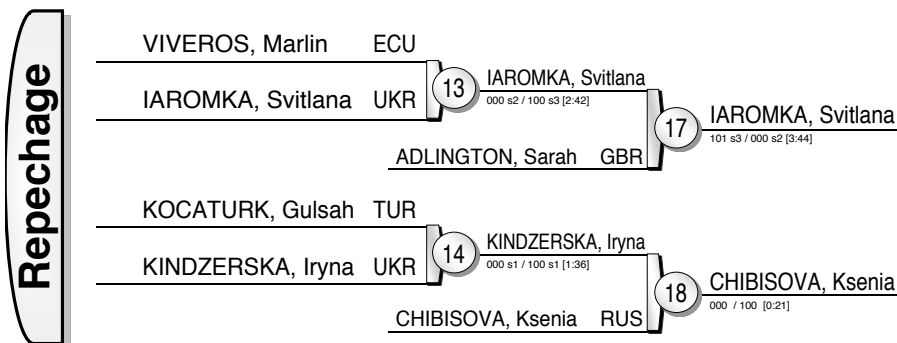 Repechage
VIVEROS, Marlin ECU
IAROMKA, Svitlana UKR
13
IAROMKA, Svitlana
000 s2 / 100 s3 [2:42]
ADLINGTON, Sarah GBR
17
IAROMKA, Svitlana
101 s3 / 000 s2 [3:44]
KOCATURK, Gulsah TUR
KINDZERSKA, Iryna UKR
14
KINDZERSKA, Iryna
000 s1 / 100 s1 [1:36]
CHIBISOVA, Ksenia RUS
18
CHIBISOVA, Ksenia
000 / 100 [0:21]